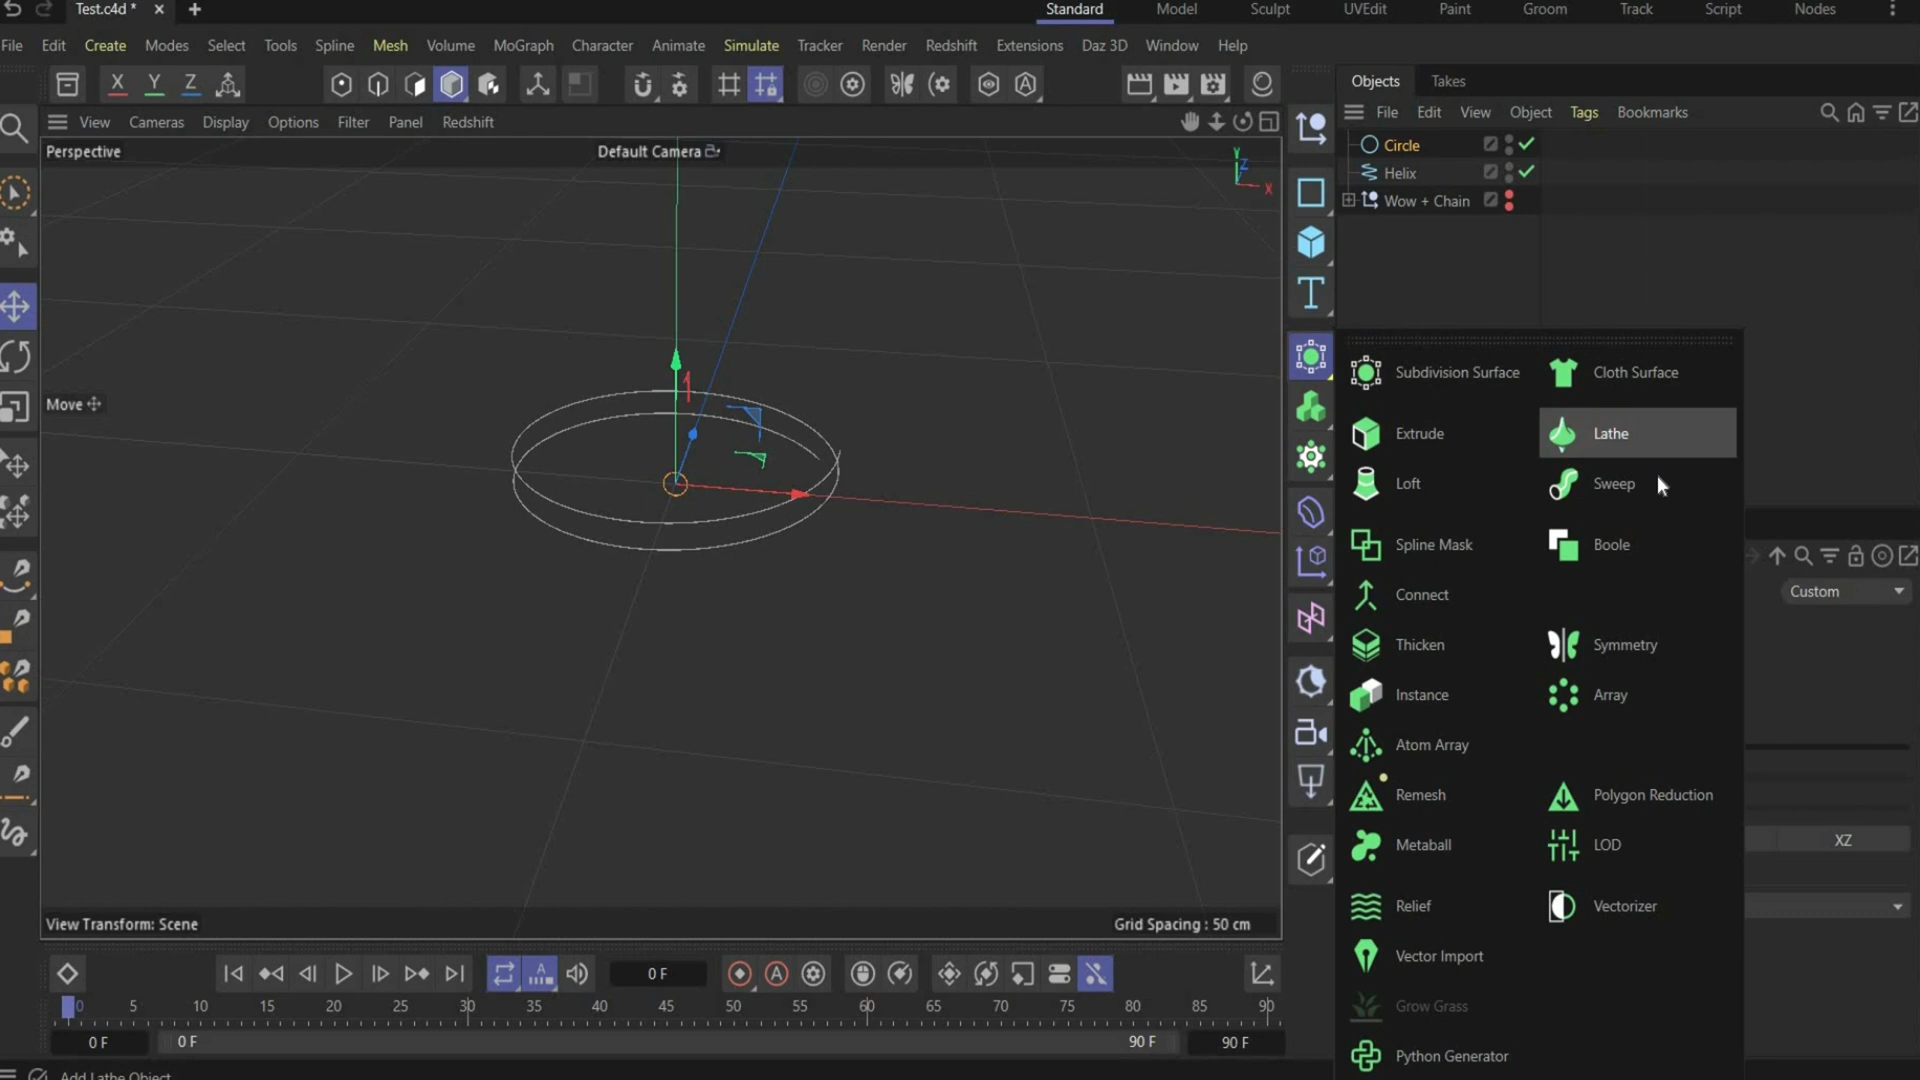 Test.c4d *
Standard
Model
Sculpt
UVEdit
Paint
Groom
Track
Script
Nodes
File Edit Create Modes Select Tools Spline Mesh Volume MoGraph Character Animate Simulate Tracker Render Redshift Extensions Daz 3D Window Help
X Y Z
Objects
Takes
View Cameras Display Options Filter Panel Redshift
File Edit View Object Tags Bookmarks
Perspective
Default Camera
Y
Z
X
Circle
Helix
Wow + Chain
Move
Subdivision Surface
Cloth Surface
Extrude
Lathe
Loft
Sweep
Spline Mask
Boole
Connect
Custom
Thicken
Symmetry
Instance
Array
Atom Array
Remesh
Polygon Reduction
Metaball
LOD
XZ
Relief
Vectorizer
Vector Import
Grow Grass
Python Generator
View Transform: Scene
Grid Spacing : 50 cm
0 F
0 5 10 15 20 25 30 35 40 45 50 55 60 65 70 75 80 85 90
0 F
0 F
90 F
90 F
Add Lathe Object